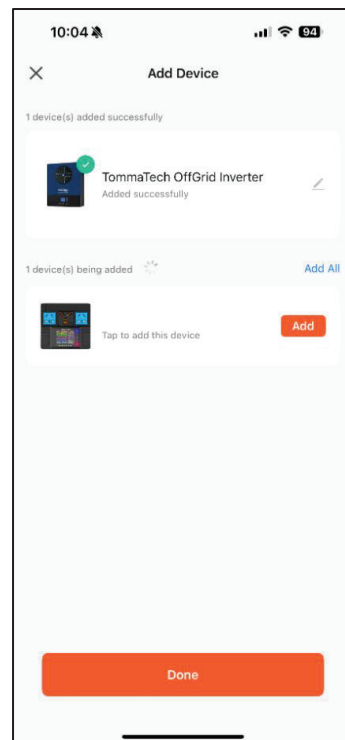 10:04
94
Add Device
1 device(s) added successfully
TommaTech OffGrid Inverter
Added successfully
1 device(s) being added
Add All
Tap to add this device
Add
Done